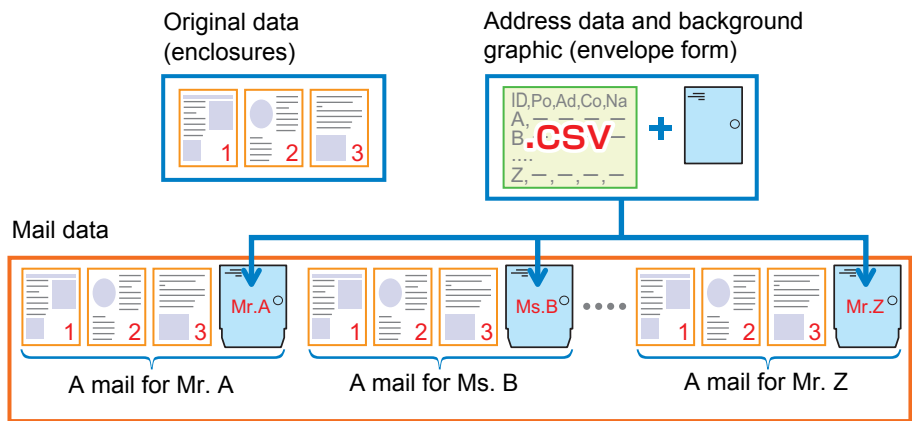 Original data
(enclosures)
Address data and background
graphic (envelope form)
1 2 3
ID,Po,Ad,Co,Na
A, — — — —
B .CSV —
....
Z, —, —, —, —
+
Mail data
1 2 3 Mr.A 1 2 3 Ms.B 1 2 3 Mr.Z
A mail for Mr. A
A mail for Ms. B
A mail for Mr. Z